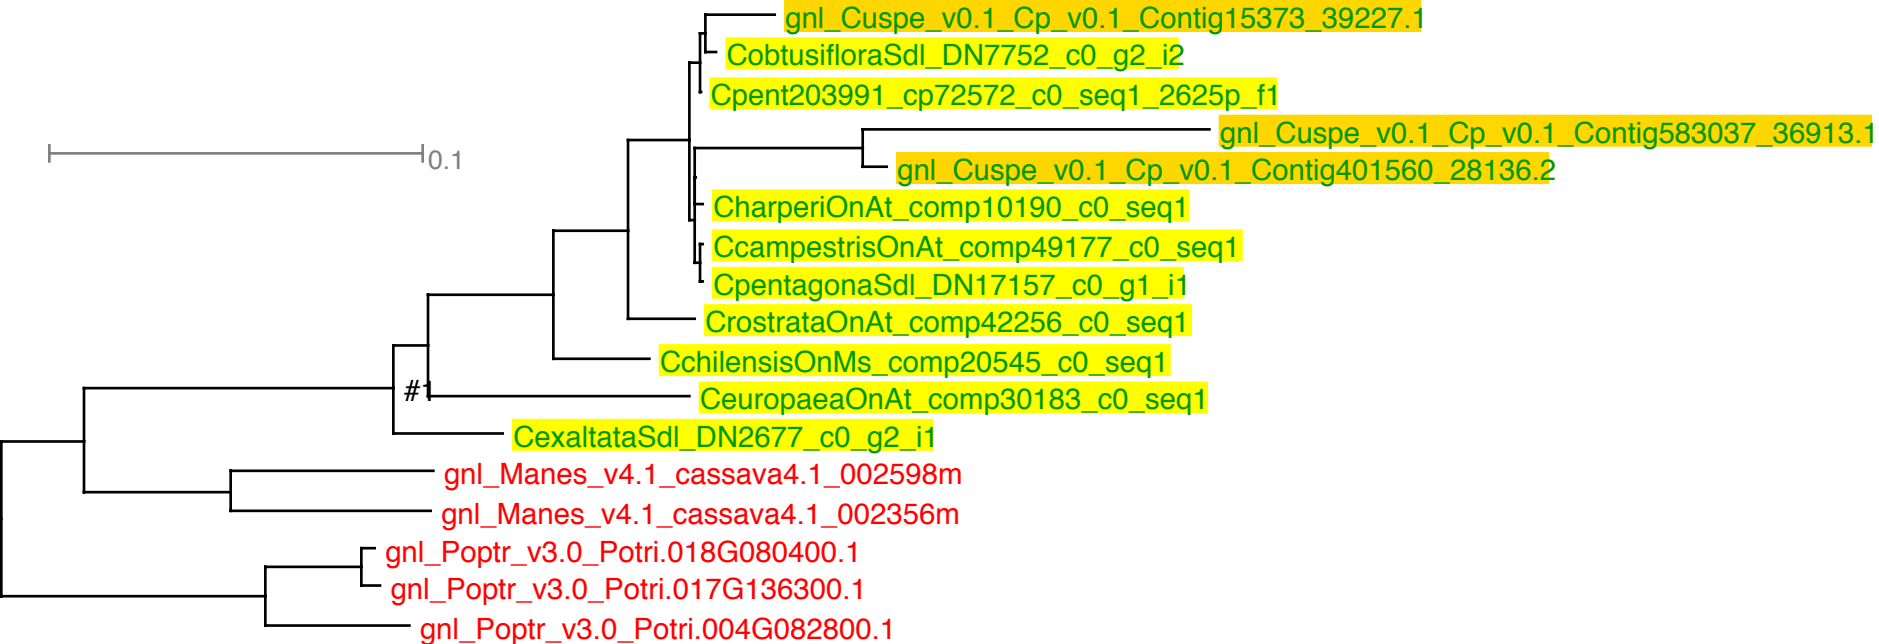 gnl_Cuspe_v0.1_Cp_v0.1_Contig15373_39227.1
CobtusifloraSdl_DN7752_c0_g2_i2
Cpent203991_cp72572_c0_seq1_2625p_f1
gnl_Cuspe_v0.1_Cp_v0.1_Contig583037_36913.1
0.1
gnl_Cuspe_v0.1_Cp_v0.1_Contig401560_28136.2
CharperiOnAt_comp10190_c0_seq1
CcampestrisOnAt_comp49177_c0_seq1
CpentagonaSdl_DN17157_c0_g1_i1
CrostrataOnAt_comp42256_c0_seq1
CchilensisOnMs_comp20545_c0_seq1
#1
CeuropaeaOnAt_comp30183_c0_seq1
CexaltataSdl_DN2677_c0_g2_i1
gnl_Manes_v4.1_cassava4.1_002598m
gnl_Manes_v4.1_cassava4.1_002356m
gnl_Poptr_v3.0_Potri.018G080400.1
gnl_Poptr_v3.0_Potri.017G136300.1
gnl_Poptr_v3.0_Potri.004G082800.1